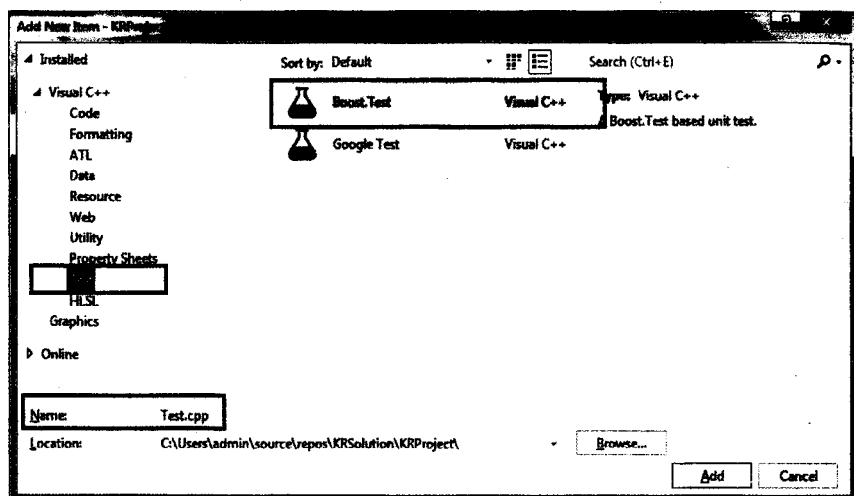 Add New Item - KRProject
Installed
Sort by: Default
Search (Ctrl+E)
Visual C++
Code
Formatting
ATL
Data
Resource
Web
Utility
Property Sheets
HLSL
Graphics
Online
Boost.Test Visual C++
Google Test Visual C++
Type: Visual C++
Boost.Test based unit test.
Name: Test.cpp
Location: C:\Users\admin\source\repos\KRSolution\KRProject\
Browse...
Add Cancel